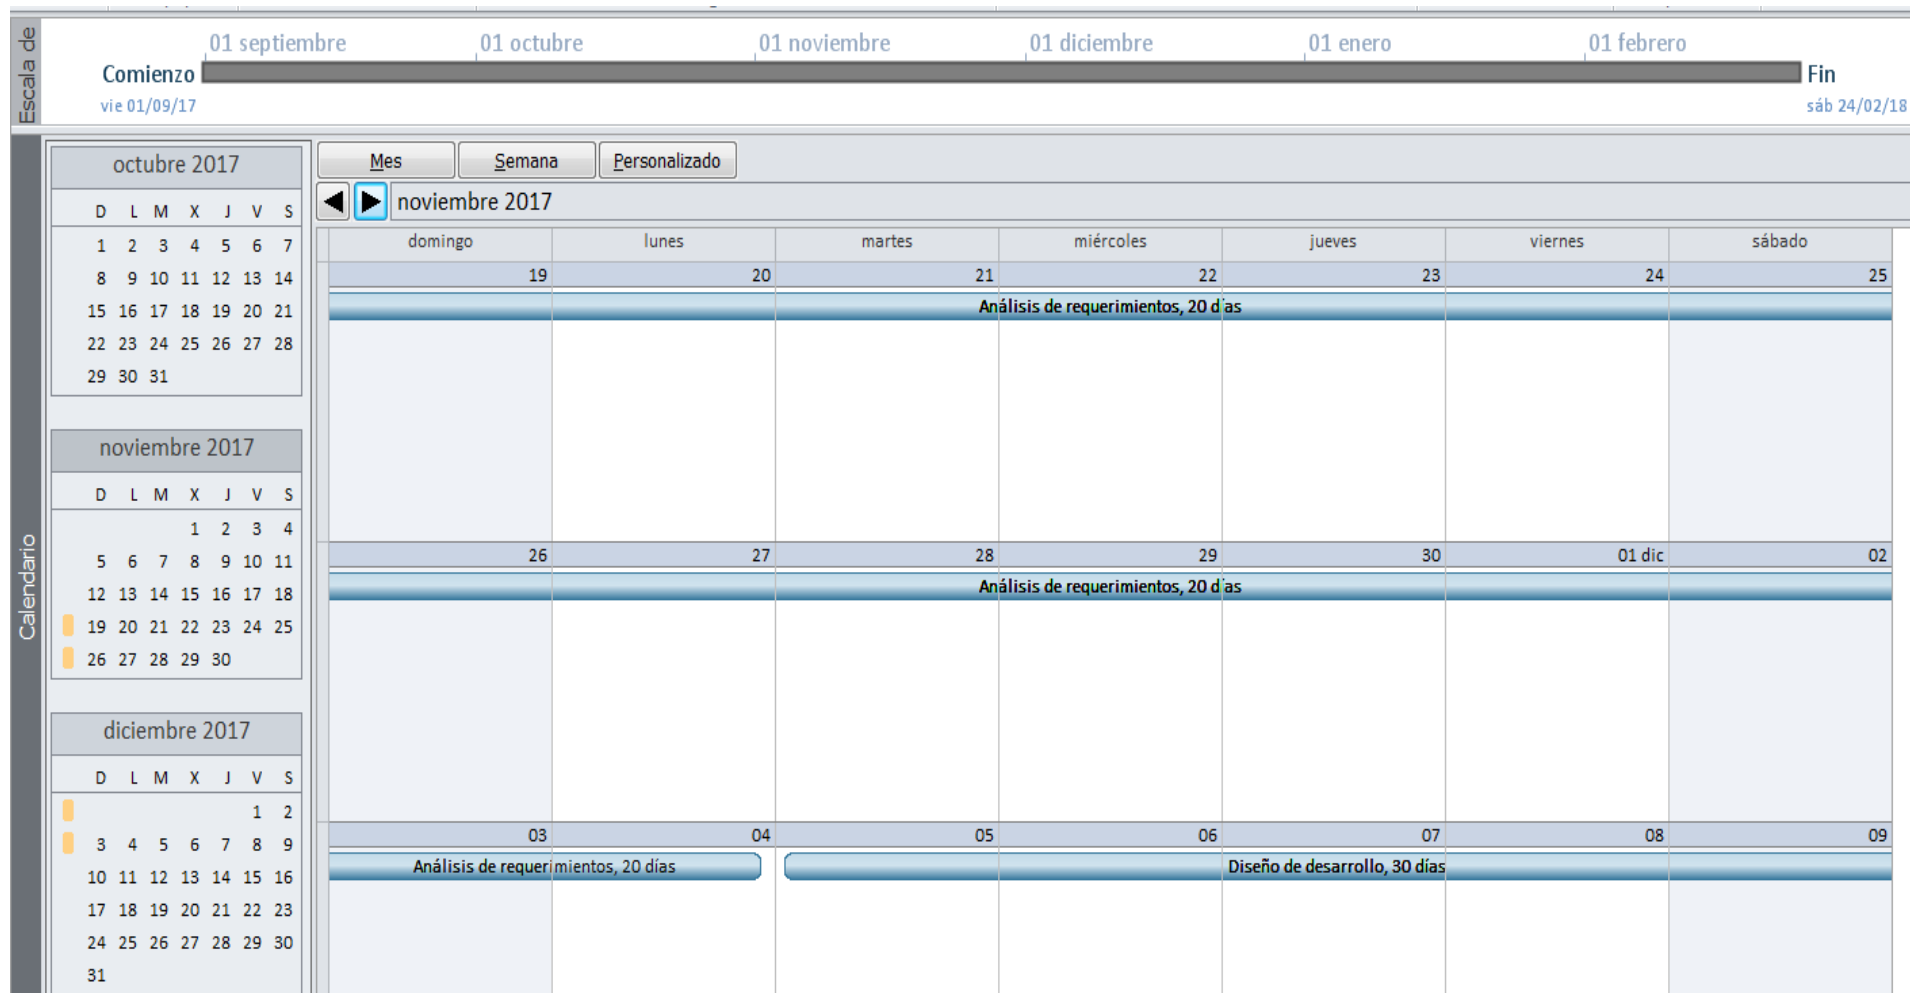 Escala de
01 septiembre 01 octubre 01 noviembre 01 diciembre 01 enero 01 febrero
Comienzo Fin
vie 01/09/17 sáb 24/02/18
Calendario
octubre 2017
D L M X J V S
1 2 3 4 5 6 7
8 9 10 11 12 13 14
15 16 17 18 19 20 21
22 23 24 25 26 27 28
29 30 31
noviembre 2017
D L M X J V S
1 2 3 4
5 6 7 8 9 10 11
12 13 14 15 16 17 18
19 20 21 22 23 24 25
26 27 28 29 30
diciembre 2017
D L M X J V S
1 2
3 4 5 6 7 8 9
10 11 12 13 14 15 16
17 18 19 20 21 22 23
24 25 26 27 28 29 30
31
Mes Semana Personalizado
noviembre 2017
domingo lunes martes miércoles jueves viernes sábado
19 20 21 22 23 24 25
Análisis de requerimientos, 20 días
26 27 28 29 30 01 dic 02
Análisis de requerimientos, 20 días
03 04 05 06 07 08 09
Análisis de requerimientos, 20 días Diseño de desarrollo, 30 días